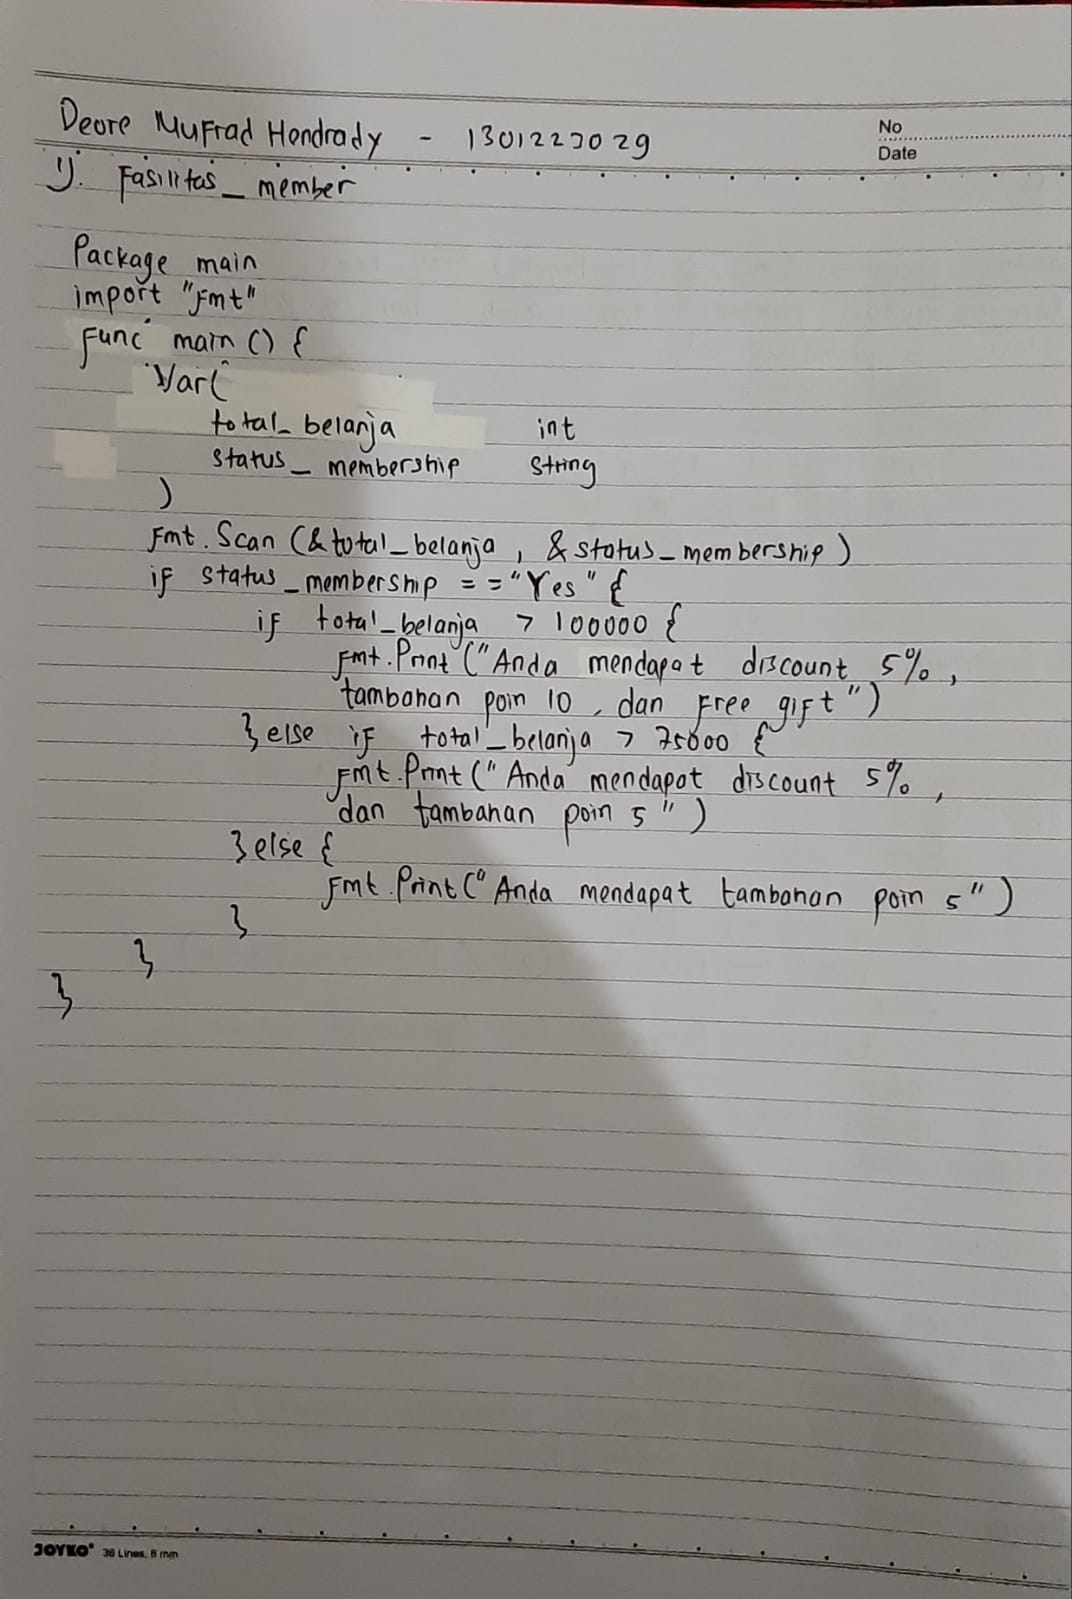 Deore Mufrad Hendrady - 1301223029
No
Date
1). Fasilitas_member
Package main
import "fmt"
func main () {
Var(
total_belanja int
status_membership string
)
fmt.Scan (&total_belanja, &status_membership)
if status_membership == "Yes" {
if total_belanja > 100000 {
fmt.Print ("Anda mendapat discount 5%,
tambahan poin 10, dan Free gift")
} else if total_belanja > 75000 {
fmt.Print ("Anda mendapat discount 5%,
dan tambahan poin 5")
} else {
fmt.Print ("Anda mendapat tambahan poin 5")
}
}
}
JOYKO 36 Lines, 8 mm